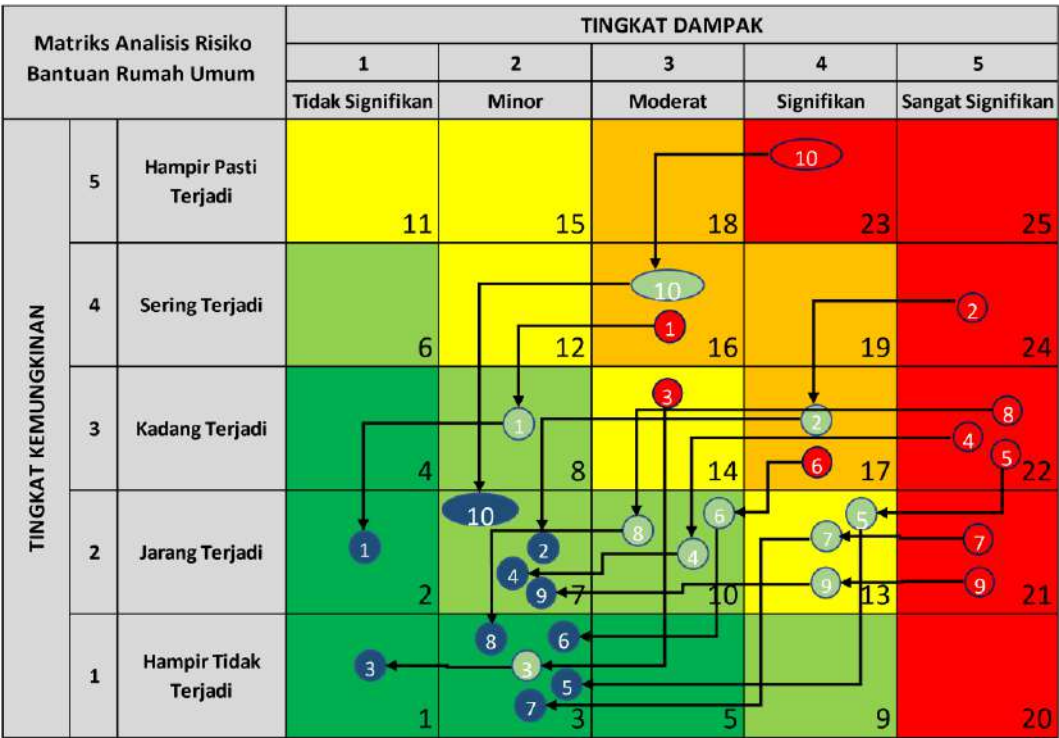 Matriks Analisis Risiko
Bantuan Rumah Umum
TINGKAT DAMPAK
1 2 3 4 5
Tidak Signifikan Minor Moderat Signifikan Sangat Signifikan
TINGKAT KEMUNGKINAN
5 Hampir Pasti Terjadi
10
11 15 18 23 25
4 Sering Terjadi
10
2
1
6 12 16 19 24
3 Kadang Terjadi
3
8
1 2
4
5
6
4 8 14 17 22
2 Jarang Terjadi
10 6 5
8
7 7
1 2 4
4
9 9 9
2 7 10 13 21
1 Hampir Tidak Terjadi
8 6
3 3
5
7
1 3 5 9 20